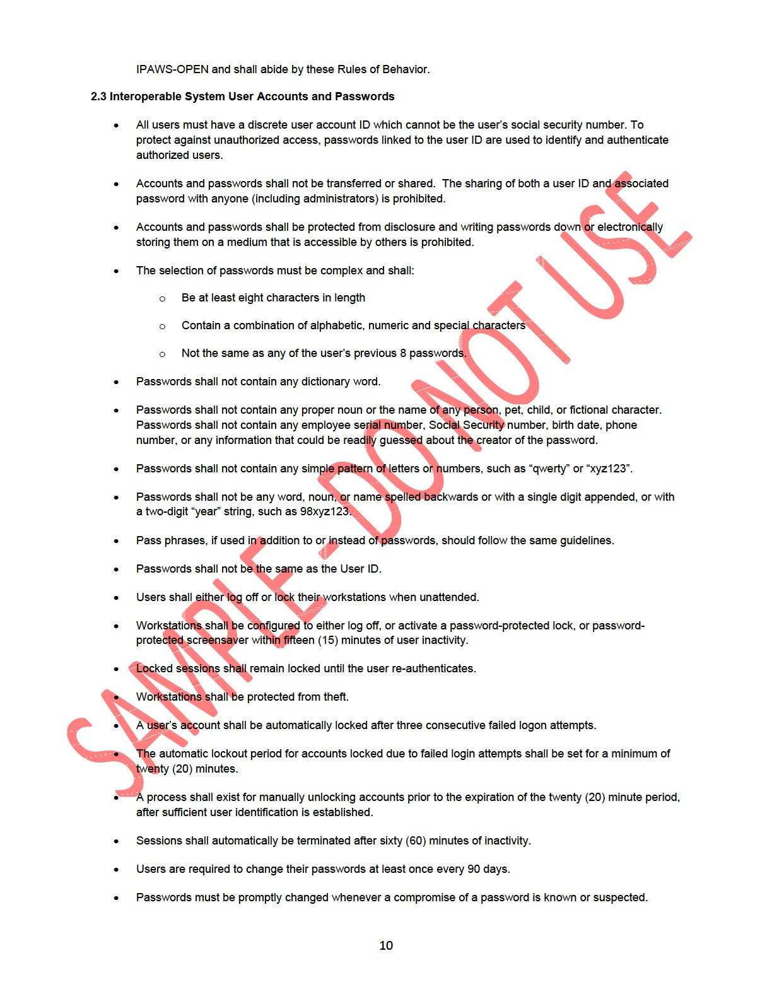 IPAWS-OPEN and shall abide by these Rules of Behavior.
2.3 Interoperable System User Accounts and Passwords
• All users must have a discrete user account ID which cannot be the user’s social security number. To
protect against unauthorized access, passwords linked to the user ID are used to identify and authenticate
authorized users.
• Accounts and passwords shall not be transferred or shared.  The sharing of both a user ID and associated
password with anyone (including administrators) is prohibited.
• Accounts and passwords shall be protected from disclosure and writing passwords down or electronically
storing them on a medium that is accessible by others is prohibited.
• The selection of passwords must be complex and shall:
o Be at least eight characters in length
o Contain a combination of alphabetic, numeric and special characters
o Not the same as any of the user’s previous 8 passwords.
• Passwords shall not contain any dictionary word.
• Passwords shall not contain any proper noun or the name of any person, pet, child, or fictional character.
Passwords shall not contain any employee serial number, Social Security number, birth date, phone
number, or any information that could be readily guessed about the creator of the password.
• Passwords shall not contain any simple pattern of letters or numbers, such as “qwerty” or “xyz123”.
• Passwords shall not be any word, noun, or name spelled backwards or with a single digit appended, or with
a two-digit “year” string, such as 98xyz123.
• Pass phrases, if used in addition to or instead of passwords, should follow the same guidelines.
• Passwords shall not be the same as the User ID.
• Users shall either log off or lock their workstations when unattended.
• Workstations shall be configured to either log off, or activate a password-protected lock, or password-
protected screensaver within fifteen (15) minutes of user inactivity.
• Locked sessions shall remain locked until the user re-authenticates.
• Workstations shall be protected from theft.
• A user’s account shall be automatically locked after three consecutive failed logon attempts.
• The automatic lockout period for accounts locked due to failed login attempts shall be set for a minimum of
twenty (20) minutes.
• A process shall exist for manually unlocking accounts prior to the expiration of the twenty (20) minute period,
after sufficient user identification is established.
• Sessions shall automatically be terminated after sixty (60) minutes of inactivity.
• Users are required to change their passwords at least once every 90 days.
• Passwords must be promptly changed whenever a compromise of a password is known or suspected.
SAMPLE - DO NOT USE
10